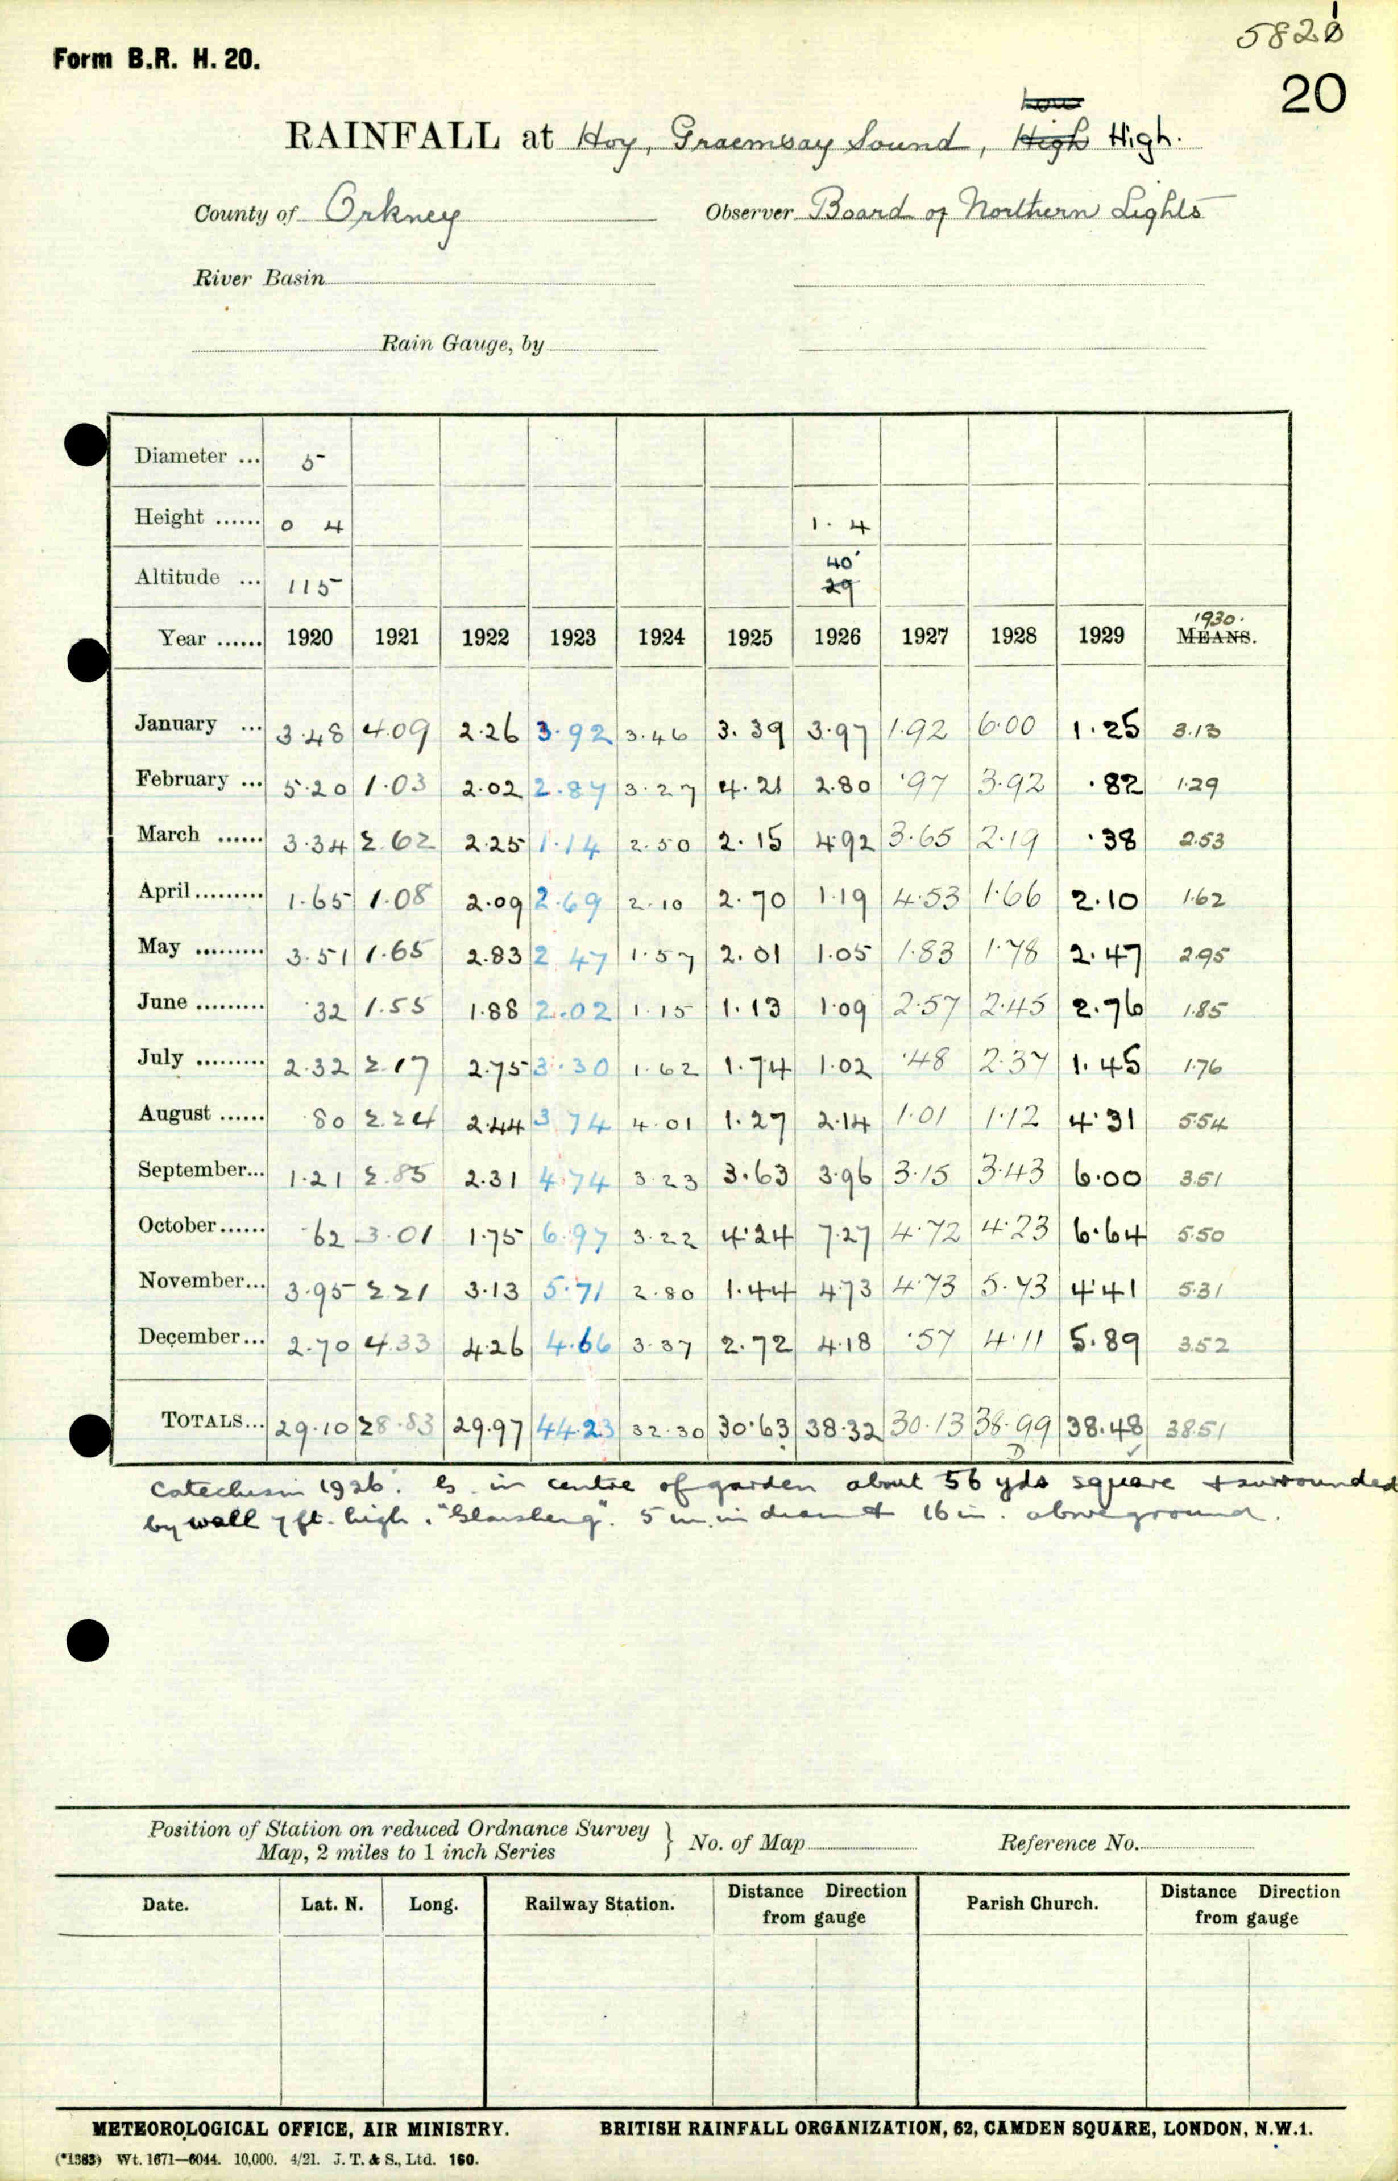 5821
Form B.R. H. 20.
20
Low
RAINFALL at Hoy, Graemsay Sound, High High.
County of Orkney Observer Board of Northern Lights
River Basin
Rain Gauge, by
Diameter ... 5
Height ...... 0 4 1. 4
40'
Altitude ... 115 29
1930.
Year ...... 1920 1921 1922 1923 1924 1925 1926 1927 1928 1929 MEANS.
January ... 3.48 4.09 2.26 3.92 3.46 3.39 3.97 1.92 6.00 1.25 3.13
February ... 5.20 1.03 2.02 2.87 3.27 4.21 2.80 .97 3.92 .82 1.29
March ...... 3.34 2.62 2.25 1.14 2.50 2.15 4.92 3.65 2.19 .38 2.53
April......... 1.65 1.08 2.09 2.69 2.10 2.70 1.19 4.53 1.66 2.10 1.62
May ......... 3.51 1.65 2.83 2.47 1.57 2.01 1.05 1.83 1.78 2.47 2.95
June ......... .32 1.55 1.88 2.02 1.15 1.13 1.09 2.57 2.45 2.76 1.85
July ......... 2.32 2.17 2.75 3.30 1.62 1.74 1.02 .48 2.37 1.45 1.76
August ...... .80 2.24 2.44 3.74 4.01 1.27 2.14 1.01 1.12 4.31 5.54
September... 1.21 2.85 2.31 4.74 3.23 3.63 3.96 3.15 3.43 6.00 3.51
October...... .62 3.01 1.75 6.97 3.22 4.24 7.27 4.72 4.23 6.64 5.50
November... 3.95 2.21 3.13 5.71 2.80 1.44 4.73 4.73 5.73 4.41 5.31
December... 2.70 4.33 4.26 4.66 3.37 2.72 4.18 .57 4.11 5.89 3.52
TOTALS... 29.10 28.83 29.97 44.23 32.30 30.63 38.32 30.13 38.99 38.48 38.51
Catechism 1926. G. in centre of garden about 56 yds square & surrounded
by wall 7 ft. high. 5 in. in diam & 16 in. above ground.
Position of Station on reduced Ordnance Survey
Map, 2 miles to 1 inch Series } No. of Map Reference No.
Date. Lat. N. Long. Railway Station. Distance Direction from gauge Parish Church. Distance Direction from gauge
METEOROLOGICAL OFFICE, AIR MINISTRY. BRITISH RAINFALL ORGANIZATION, 62, CAMDEN SQUARE, LONDON, N.W.1.
(*1383) Wt. 1671—6044. 10,000. 4/21. J. T. & S., Ltd. 160.